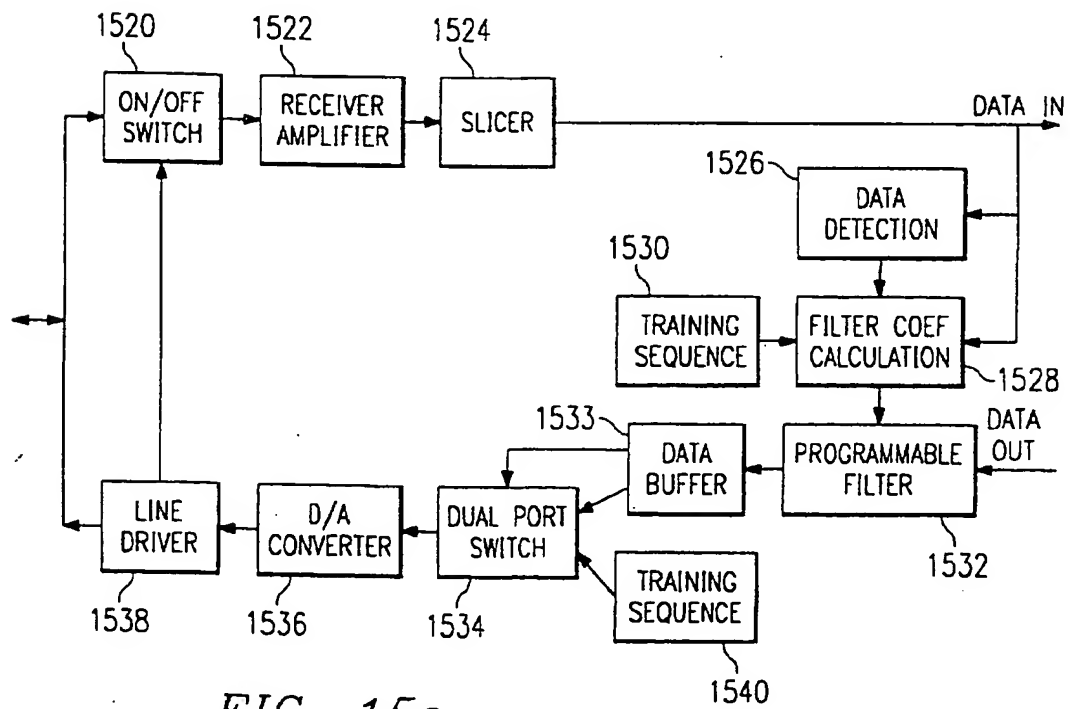 1520
1522
1524
ON/OFF
SWITCH
RECEIVER
AMPLIFIER
SLICER
DATA IN
1526
DATA
DETECTION
1530
TRAINING
SEQUENCE
FILTER COEF
CALCULATION
1528
1533
DATA
BUFFER
PROGRAMMABLE
FILTER
DATA
OUT
1532
LINE
DRIVER
D/A
CONVERTER
DUAL PORT
SWITCH
1538
1536
1534
TRAINING
SEQUENCE
1540